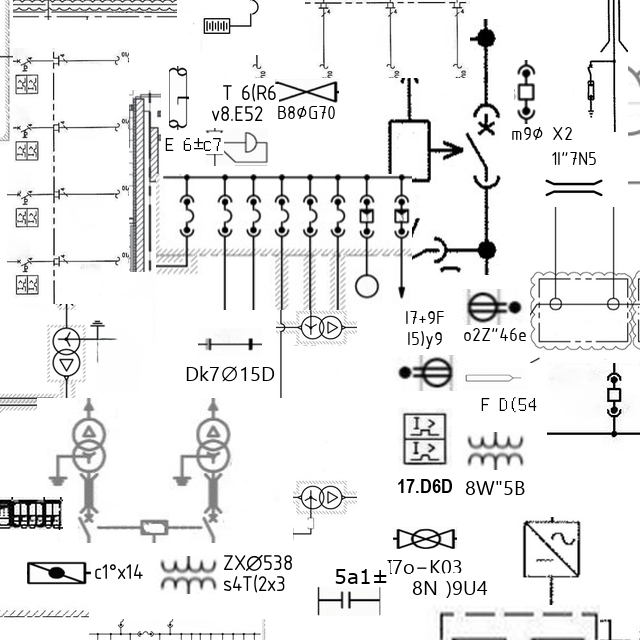 T 6(R6
v8.E52
B8ØG70
E 6±c7
m9Ø X2
1I"7N5
I7+9F
I5)y9
o2Z"46e
Dk7Ø15D
F D(54
17.D6D
8W"5B
c1°x14
ZXØ538
s4T(2x3
5a1±
I7o−K03
8N )9U4